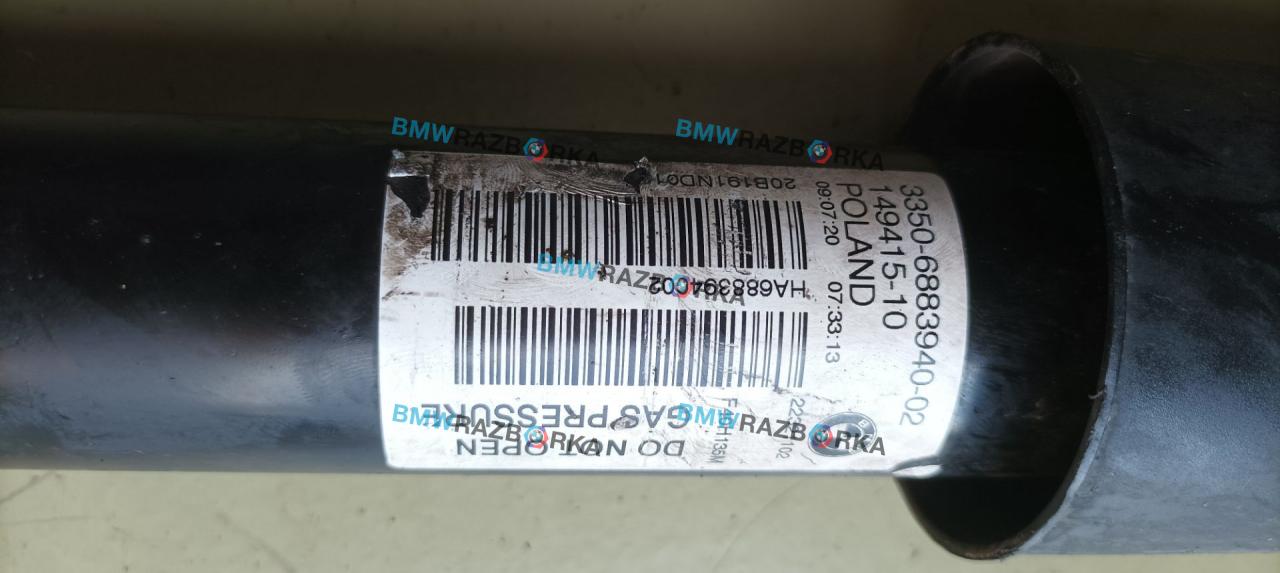 3350-6883940-02
149415-10
POLAND
09:07:20 07:33:13
20B191ND01
HA688394C02
DO NOT OPEN
GAS PRESSURE
BMWRAZBORKA
BMWRAZBORKA
BMWRAZBORKA
BMWRAZBORKA
BMWRAZBORKA